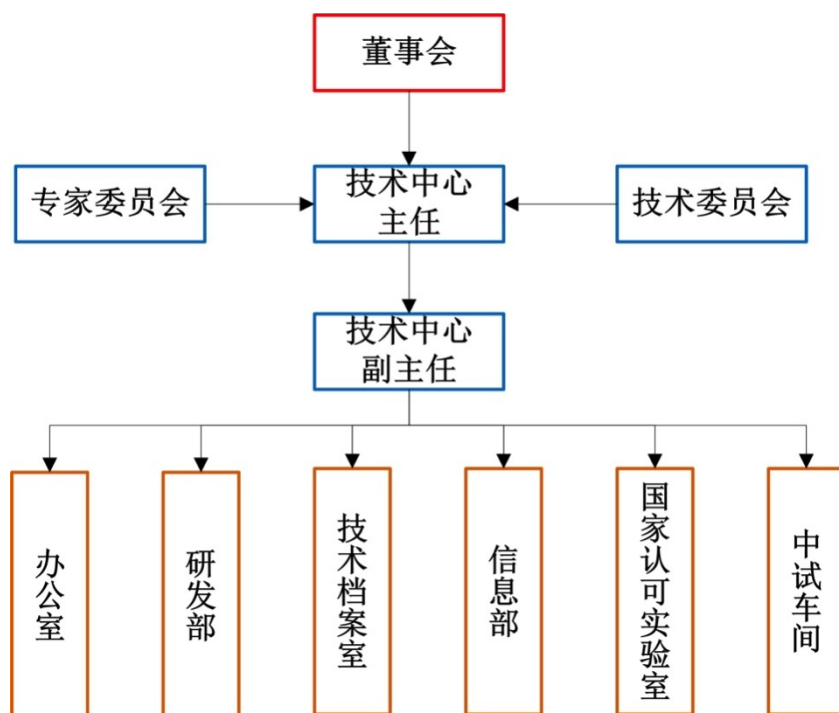 董事会
专家委员会
技术中心
主任
技术委员会
技术中心
副主任
办公室
研发部
技术档案室
信息部
国家认可实验室
中试车间